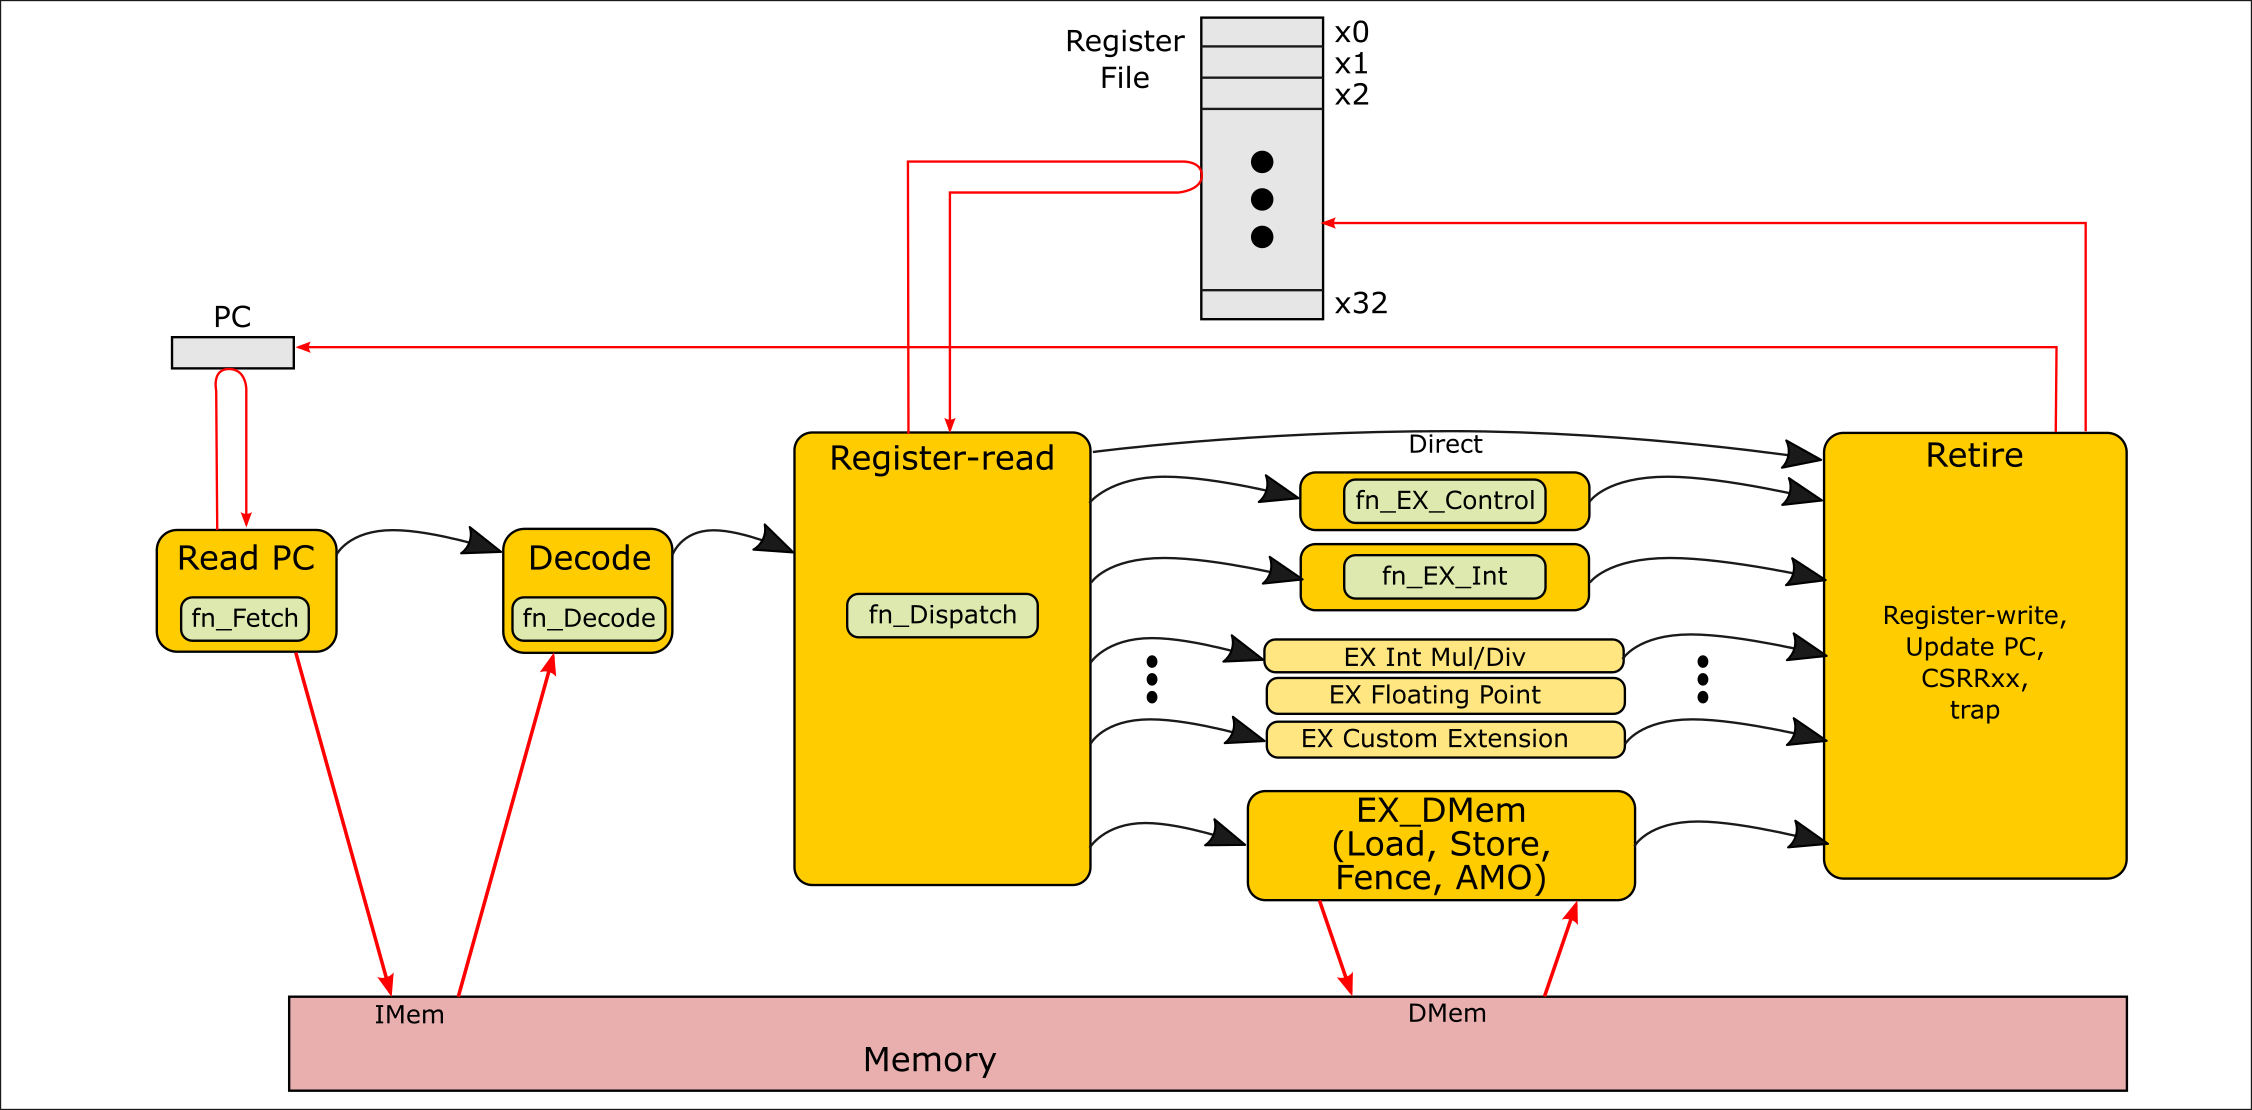 Register
File
x0
x1
x2
x32
PC
Read PC
fn_Fetch
Decode
fn_Decode
Register-read
fn_Dispatch
Direct
fn_EX_Control
fn_EX_Int
EX Int Mul/Div
EX Floating Point
EX Custom Extension
EX_DMem
(Load, Store,
Fence, AMO)
Retire
Register-write,
Update PC,
CSRRxx,
trap
IMem
DMem
Memory